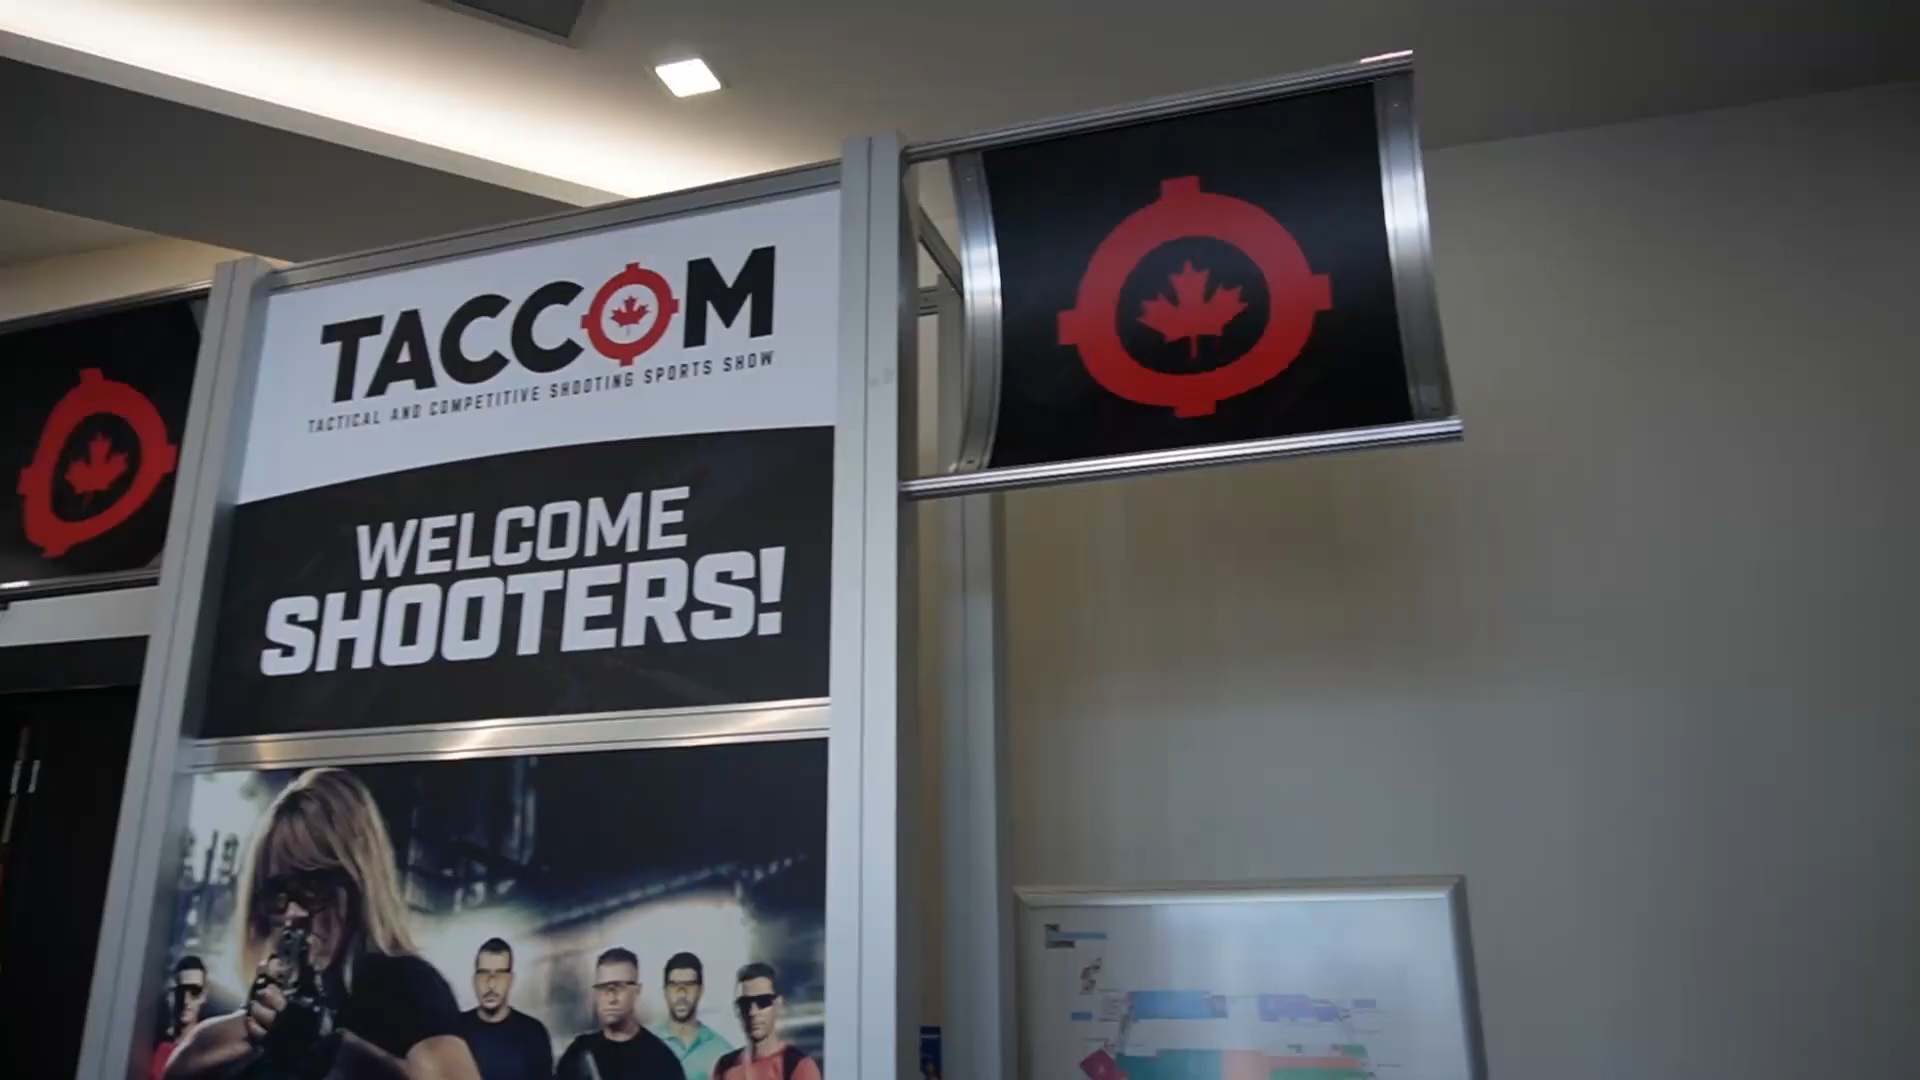 TACCOM
TACTICAL AND COMPETITIVE SHOOTING SPORTS SHOW
WELCOME
SHOOTERS!